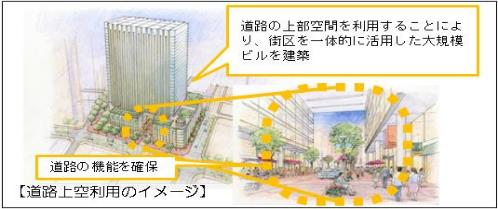 道路の上部空間を利用することによ
り、街区を一体的に活用した大規模
ビルを建築
道路の機能を確保
【道路上空利用のイメージ】